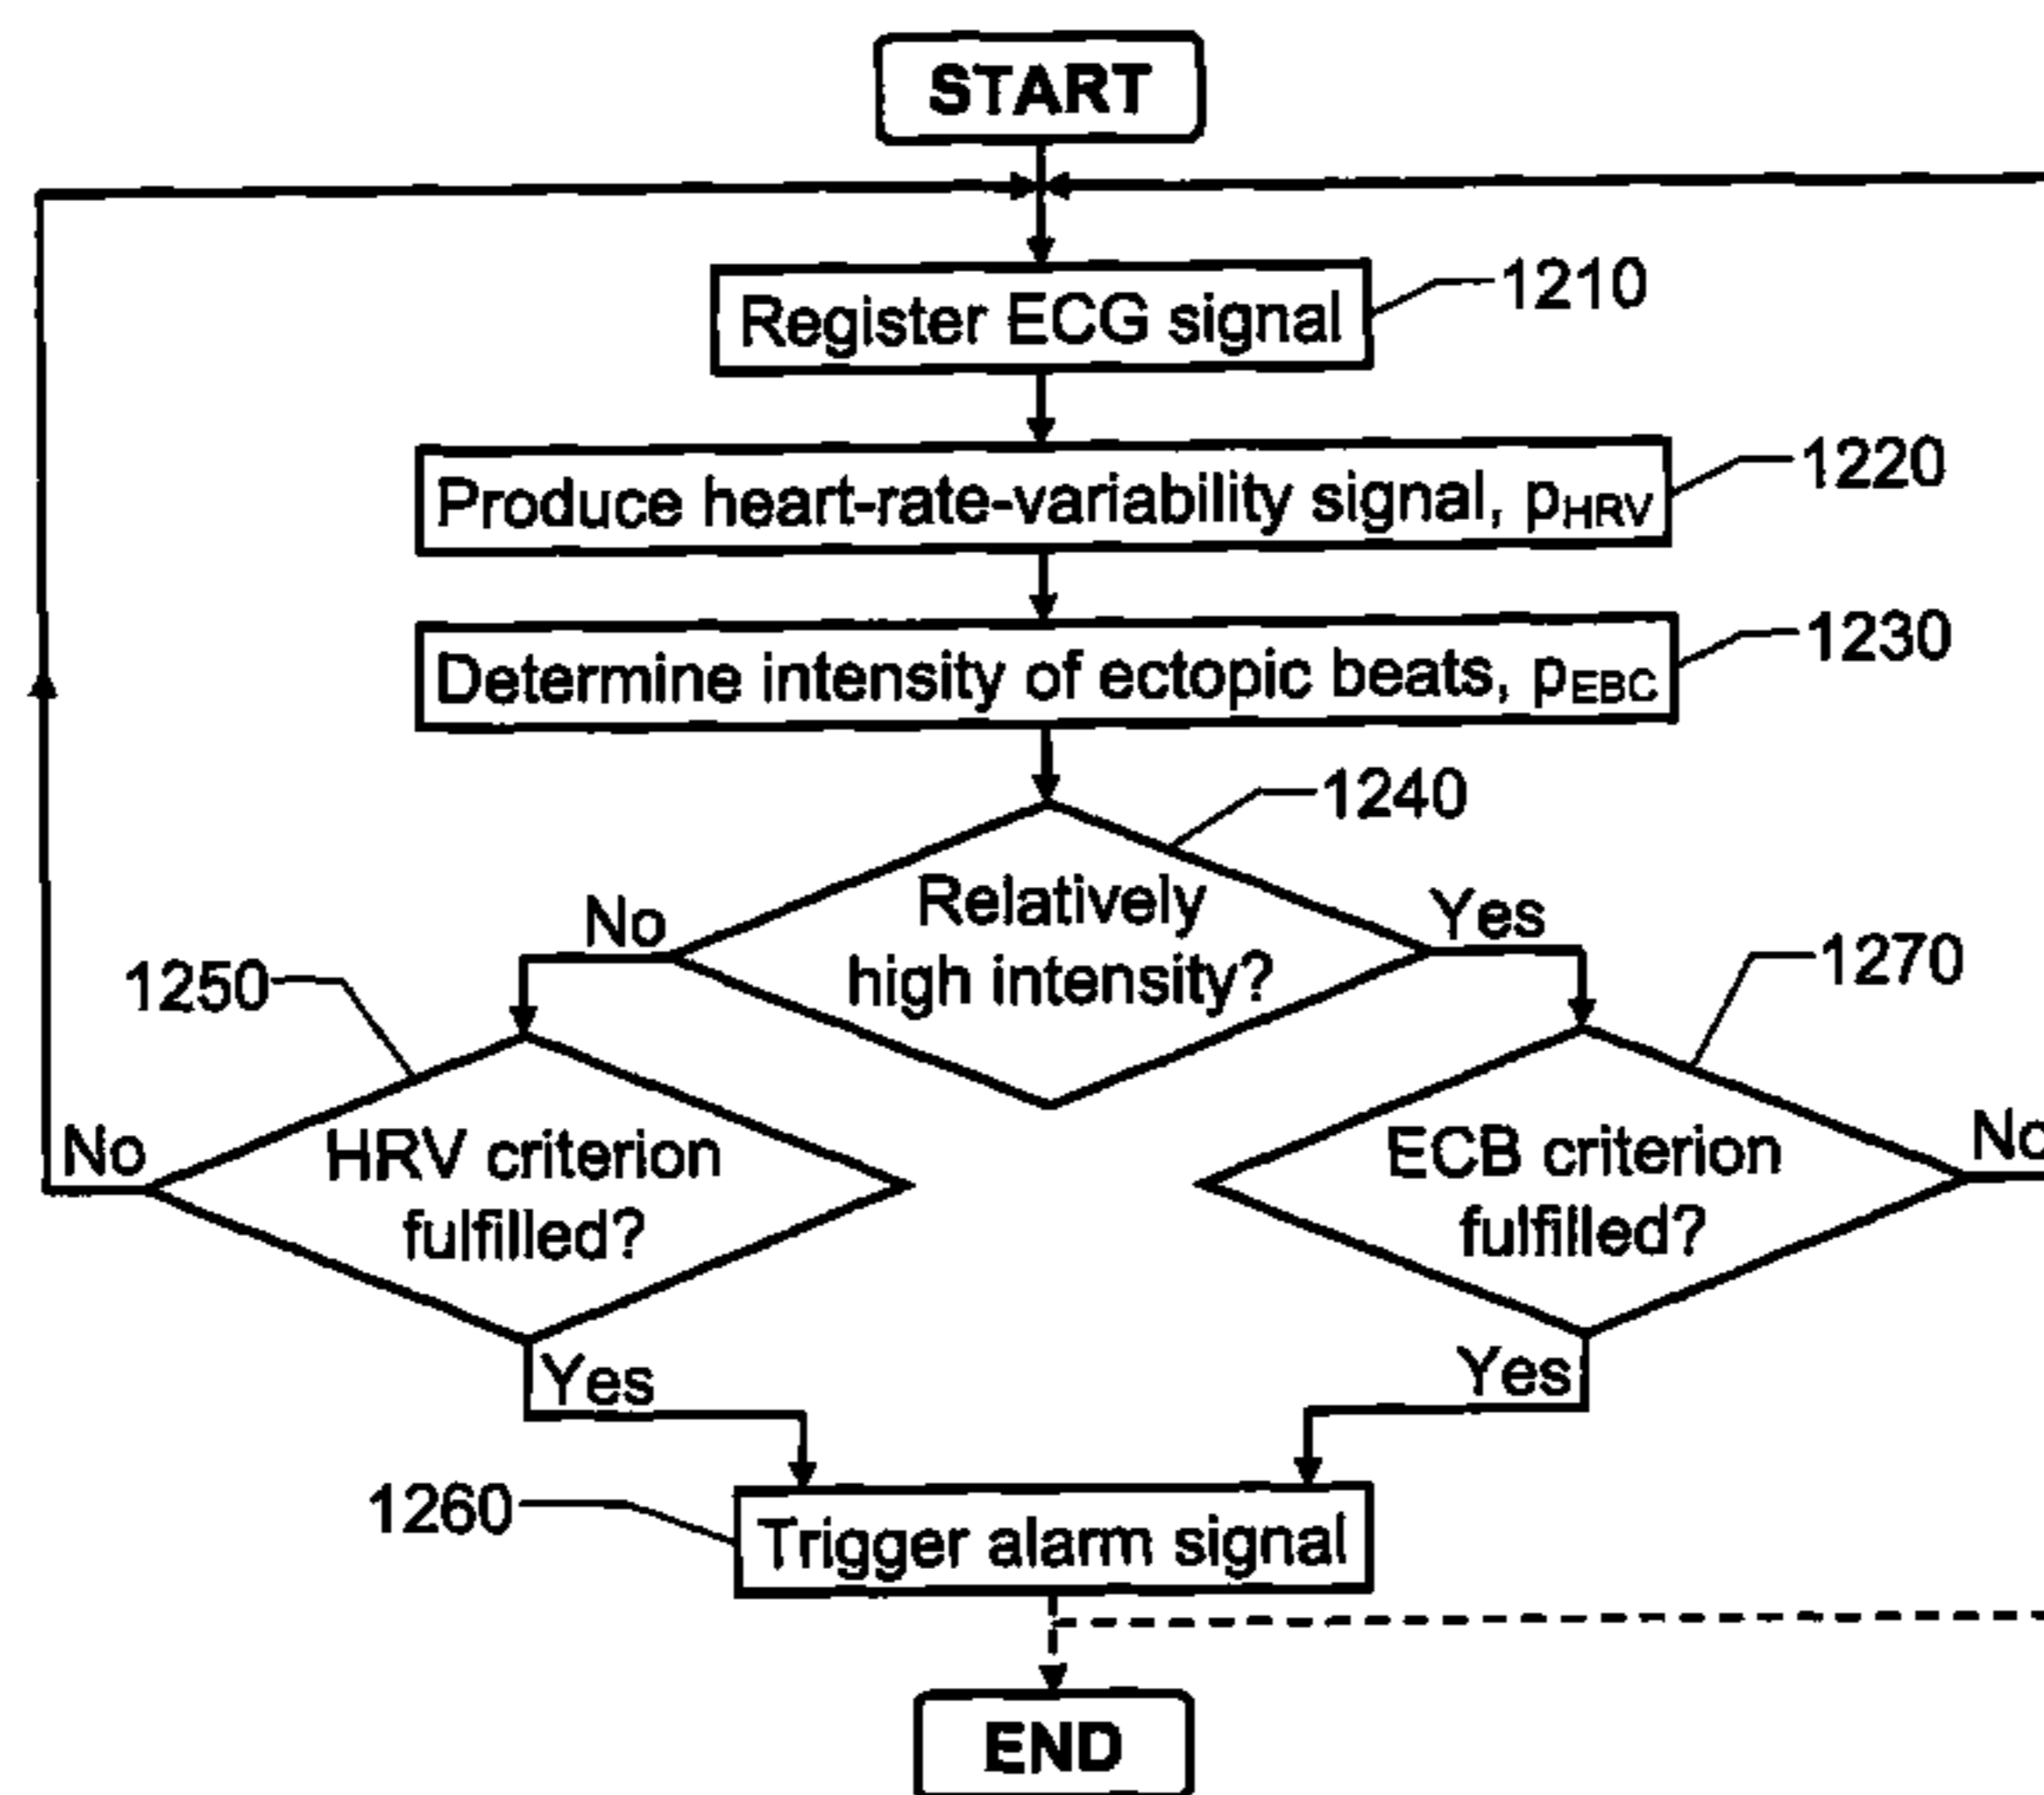 START
Register ECG signal
1210
Produce heart-rate-variability signal, pHRV
1220
Determine intensity of ectopic beats, pEBC
1230
1240
Relatively
high intensity?
No
Yes
1250
1270
HRV criterion
fulfilled?
No
ECB criterion
fulfilled?
No
Yes
Yes
1260
Trigger alarm signal
END